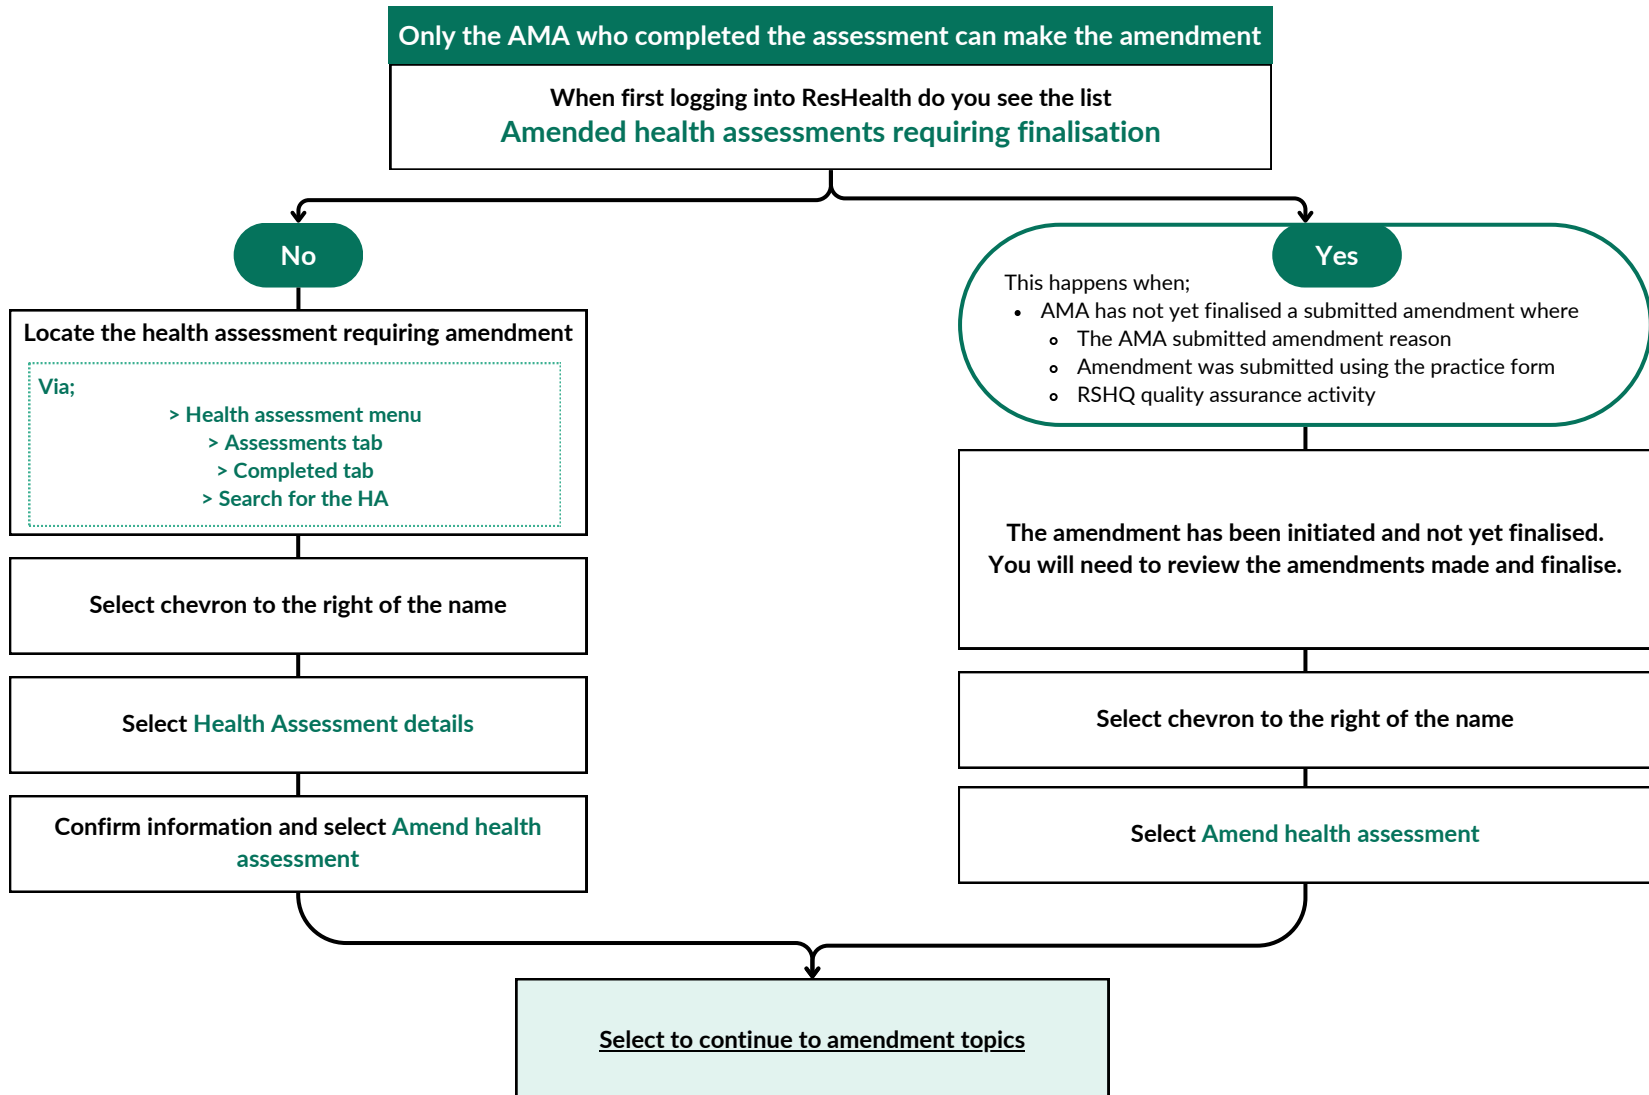 Only the AMA who completed the assessment can make the amendment
When first logging into ResHealth do you see the list
Amended health assessments requiring finalisation
No
Locate the health assessment requiring amendment
Via;
> Health assessment menu
> Assessments tab
> Completed tab
> Search for the HA
Select chevron to the right of the name
Select Health Assessment details
Confirm information and select Amend health
assessment
Yes
This happens when;
• AMA has not yet finalised a submitted amendment where
The AMA submitted amendment reason
Amendment was submitted using the practice form
RSHQ quality assurance activity
The amendment has been initiated and not yet finalised.
You will need to review the amendments made and finalise.
Select chevron to the right of the name
Select Amend health assessment
Select to continue to amendment topics